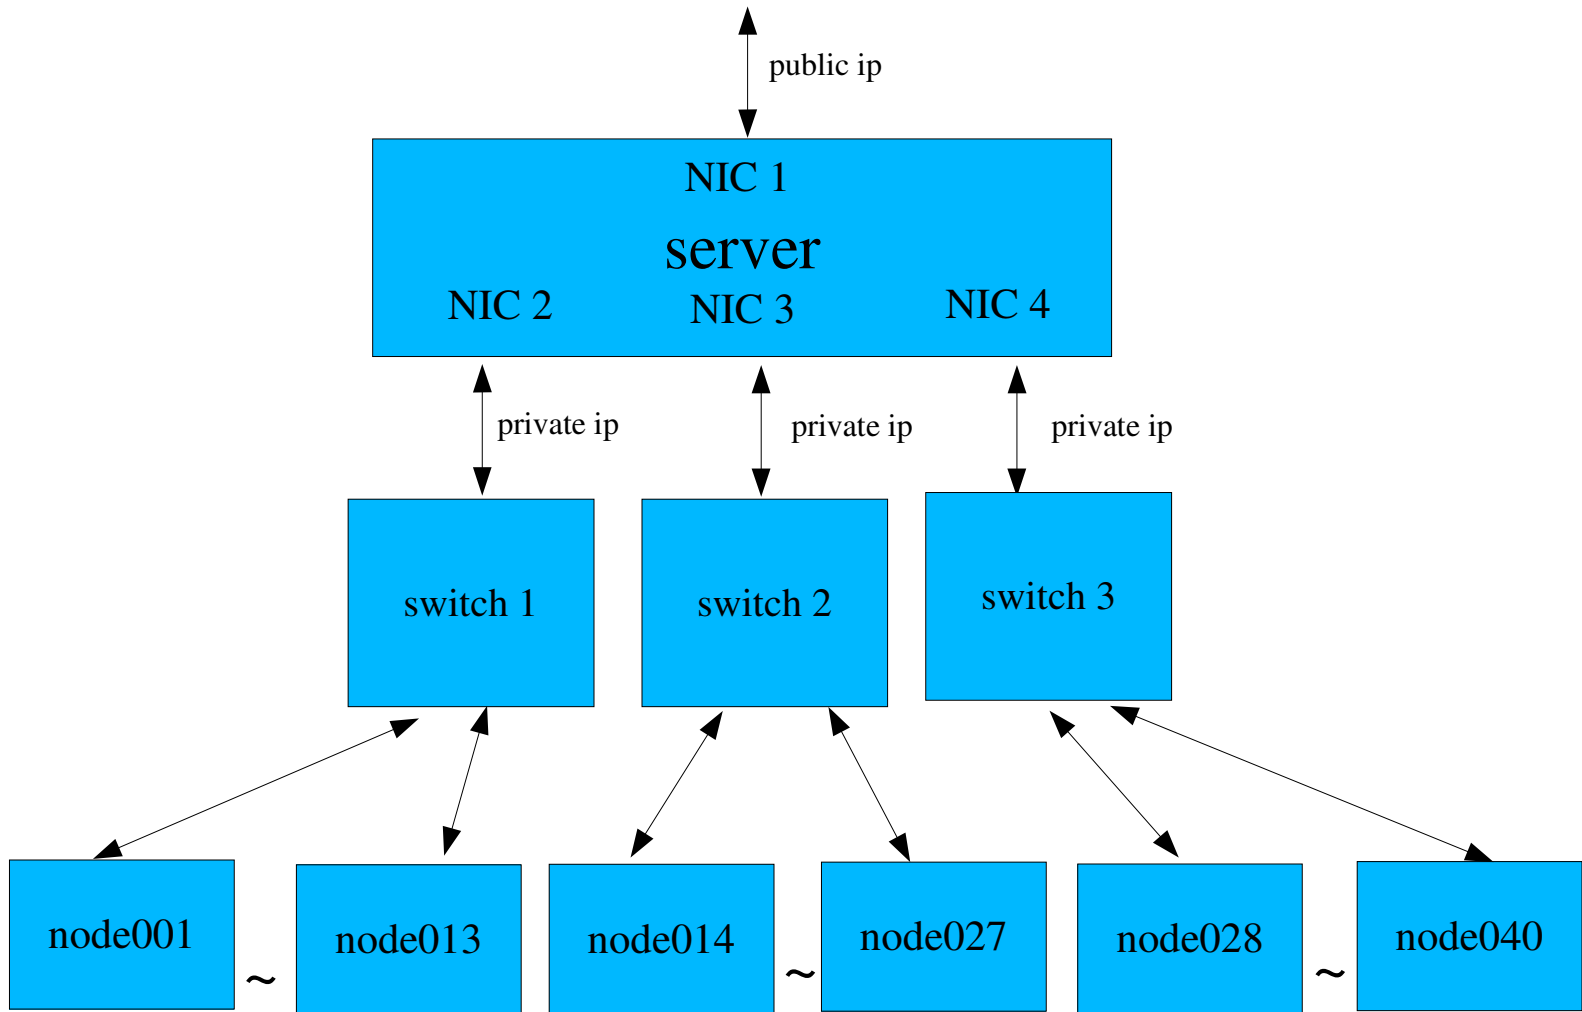 public ip
NIC 1
server
NIC 2
NIC 3
NIC 4
private ip
private ip
private ip
switch 1
switch 2
switch 3
node001
~
node013
node014
~
node027
node028
~
node040